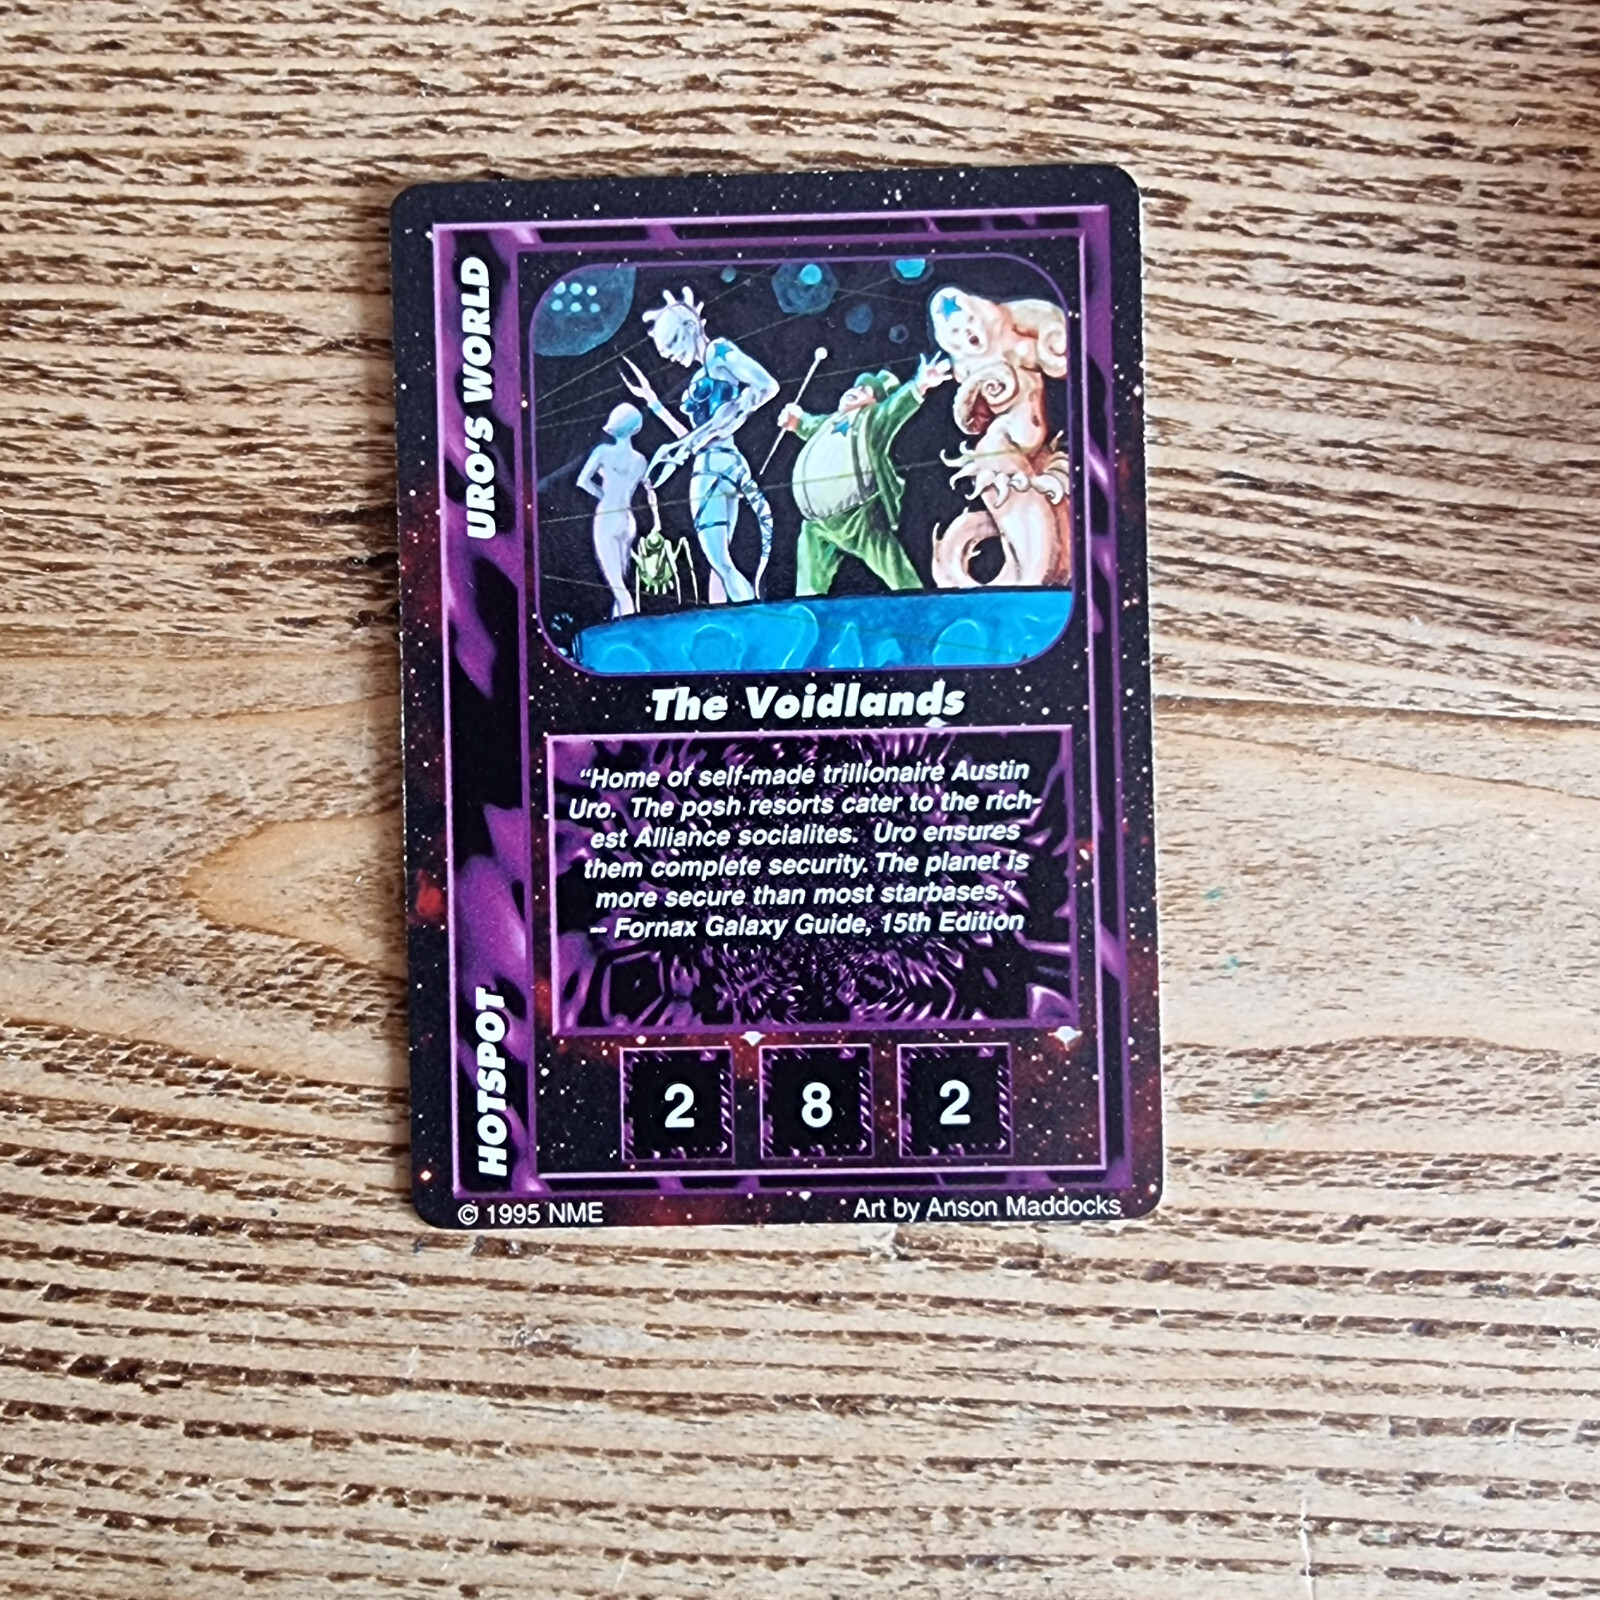 URO'S WORLD
HOTSPOT
The Voidlands
“Home of self-made trillionaire Austin
Uro. The posh resorts cater to the rich-
est Alliance socialites. Uro ensures
them complete security. The planet is
more secure than most starbases.”
-- Fornax Galaxy Guide, 15th Edition
2 8 2
© 1995 NME
Art by Anson Maddocks